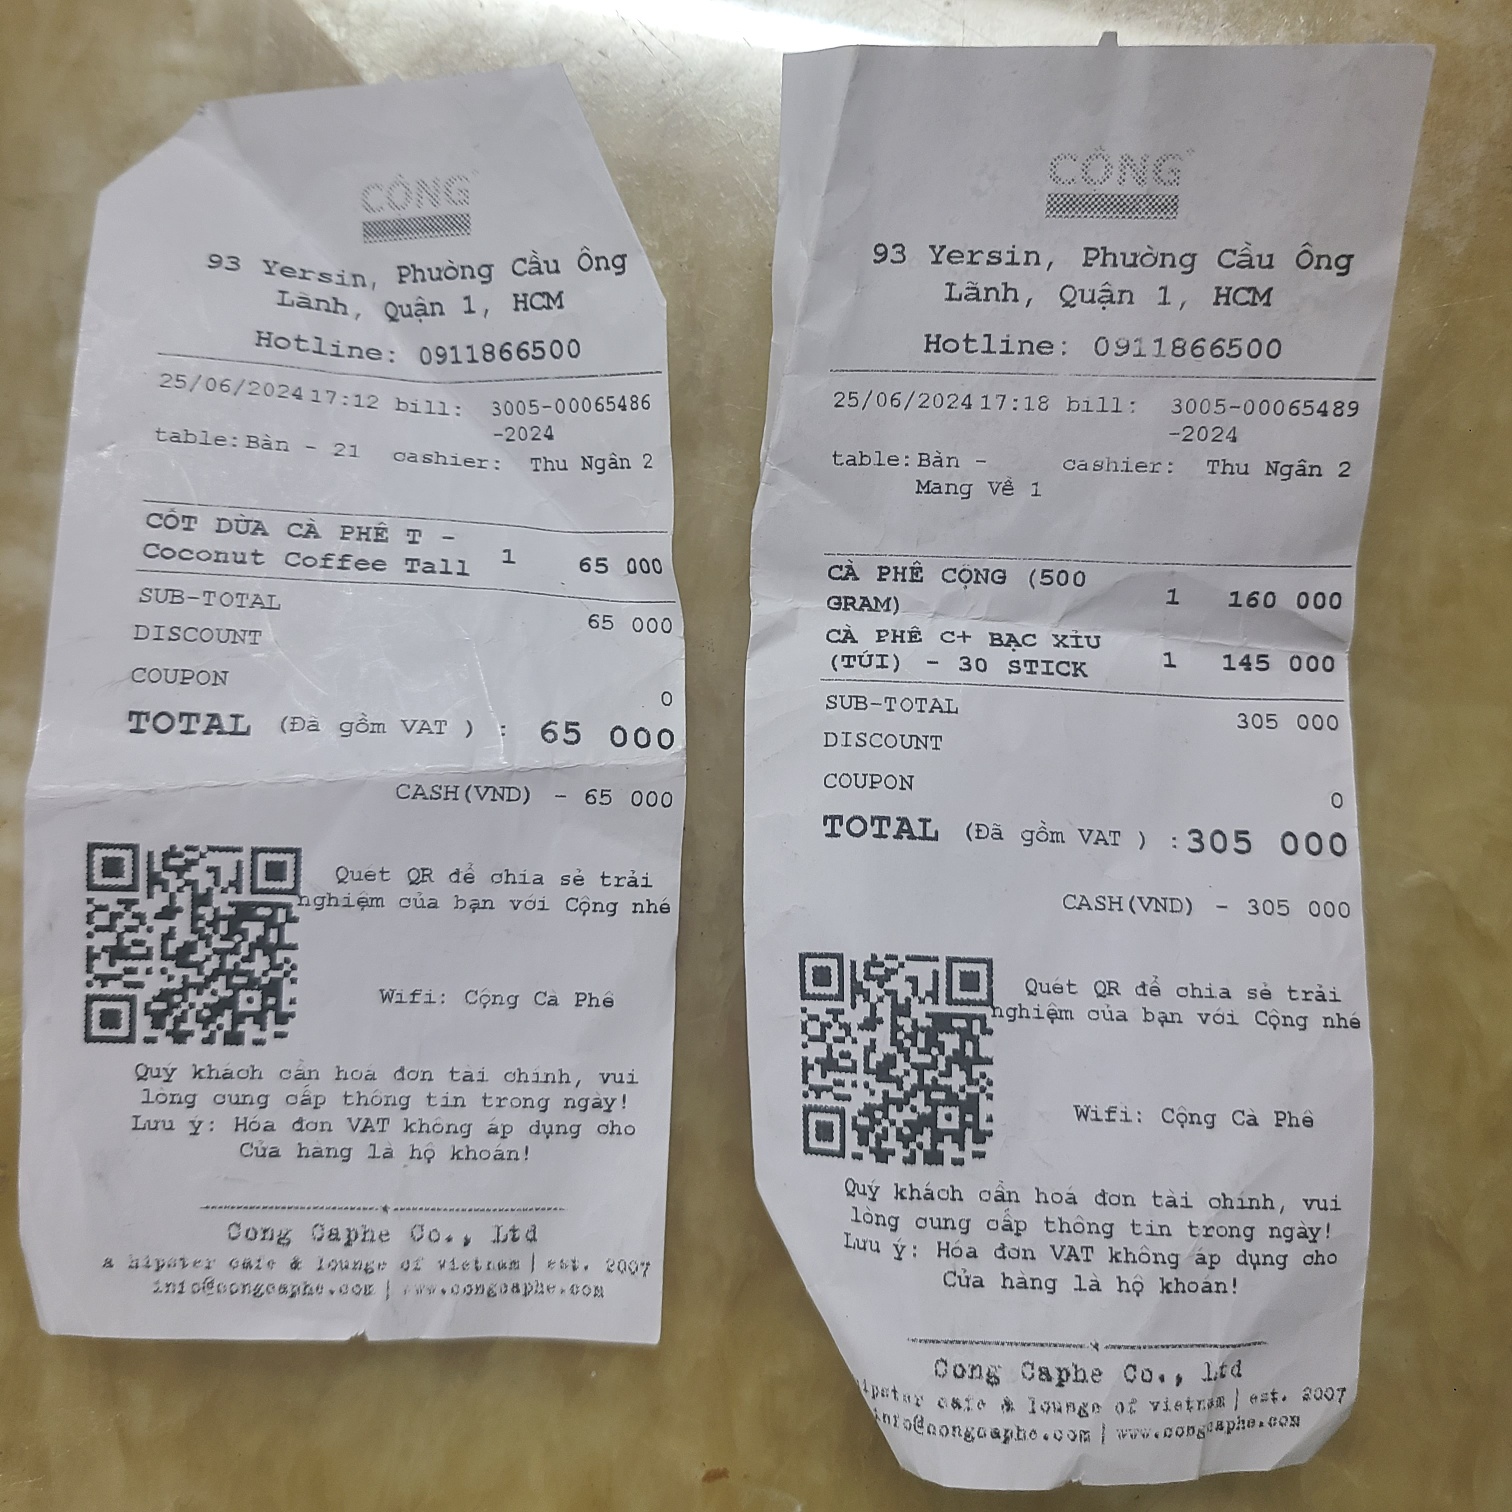 CỘNG
93 Yersin, Phường Cầu Ông
Lãnh, Quận 1, HCM
Hotline: 0911866500
25/06/2024 17:12 bill: 3005-00065486
-2024
table: Bàn - 21 cashier: Thu Ngân 2
CỐT DỪA CÀ PHÊ T -
Coconut Coffee Tall 1 65 000
SUB-TOTAL 65 000
DISCOUNT
COUPON 0
TOTAL (Đã gồm VAT ) : 65 000
CASH(VND) - 65 000
Quét QR để chia sẻ trải
nghiệm của bạn với Cộng nhé
Wifi: Cộng Cà Phê
Quý khách cần hoá đơn tài chính, vui
lòng cung cấp thông tin trong ngày!
Lưu ý: Hóa đơn VAT không áp dụng cho
Cửa hàng là hộ khoán!
Cong Caphe Co., Ltd
a hipster cafe & lounge of vietnam | est. 2007
info@congcaphe.com | www.congcaphe.com
CỘNG
93 Yersin, Phường Cầu Ông
Lãnh, Quận 1, HCM
Hotline: 0911866500
25/06/2024 17:18 bill: 3005-00065489
-2024
table: Bàn - cashier: Thu Ngân 2
Mang Về 1
CÀ PHÊ CỘNG (500
GRAM) 1 160 000
CÀ PHÊ C+ BẠC XỈU
(TÚI) - 30 STICK 1 145 000
SUB-TOTAL 305 000
DISCOUNT
COUPON 0
TOTAL (Đã gồm VAT ) : 305 000
CASH(VND) - 305 000
Quét QR để chia sẻ trải
nghiệm của bạn với Cộng nhé
Wifi: Cộng Cà Phê
Quý khách cần hoá đơn tài chính, vui
lòng cung cấp thông tin trong ngày!
Lưu ý: Hóa đơn VAT không áp dụng cho
Cửa hàng là hộ khoán!
Cong Caphe Co., Ltd
ipster cafe & lounge of vietnam | est. 2007
info@congcaphe.com | www.congcaphe.com